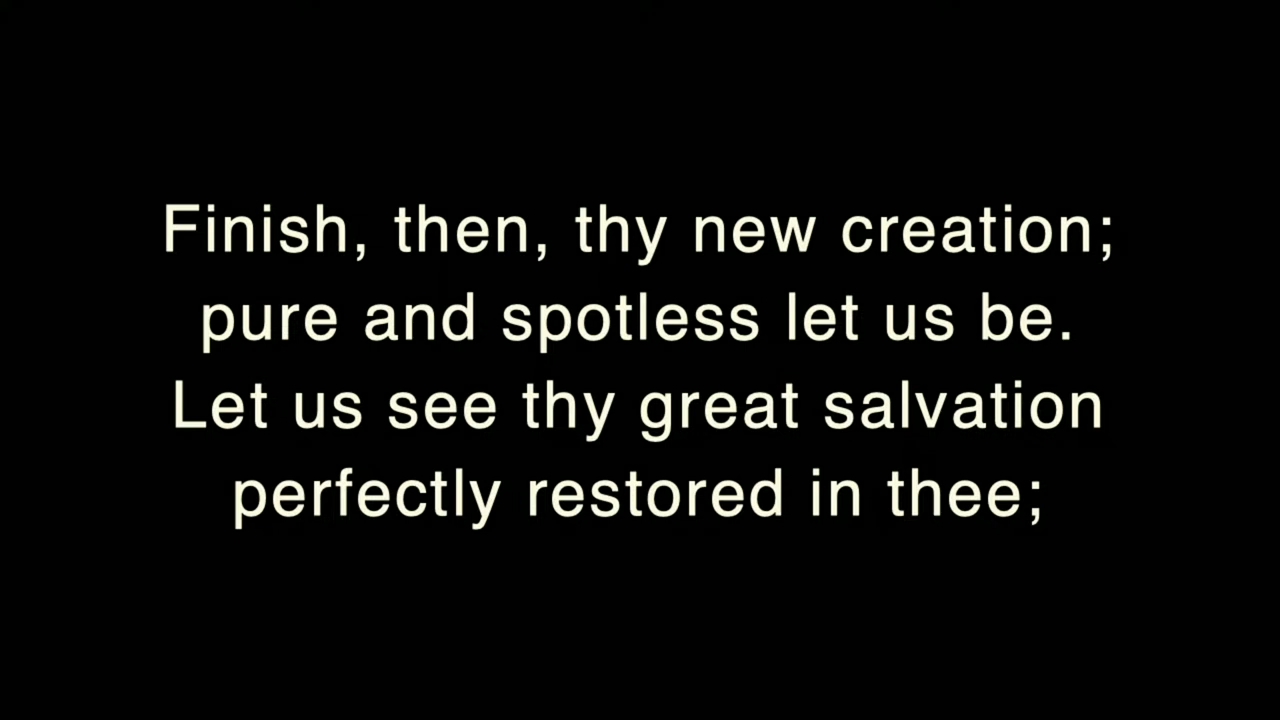 Finish, then, thy new creation;
pure and spotless let us be.
Let us see thy great salvation
perfectly restored in thee;